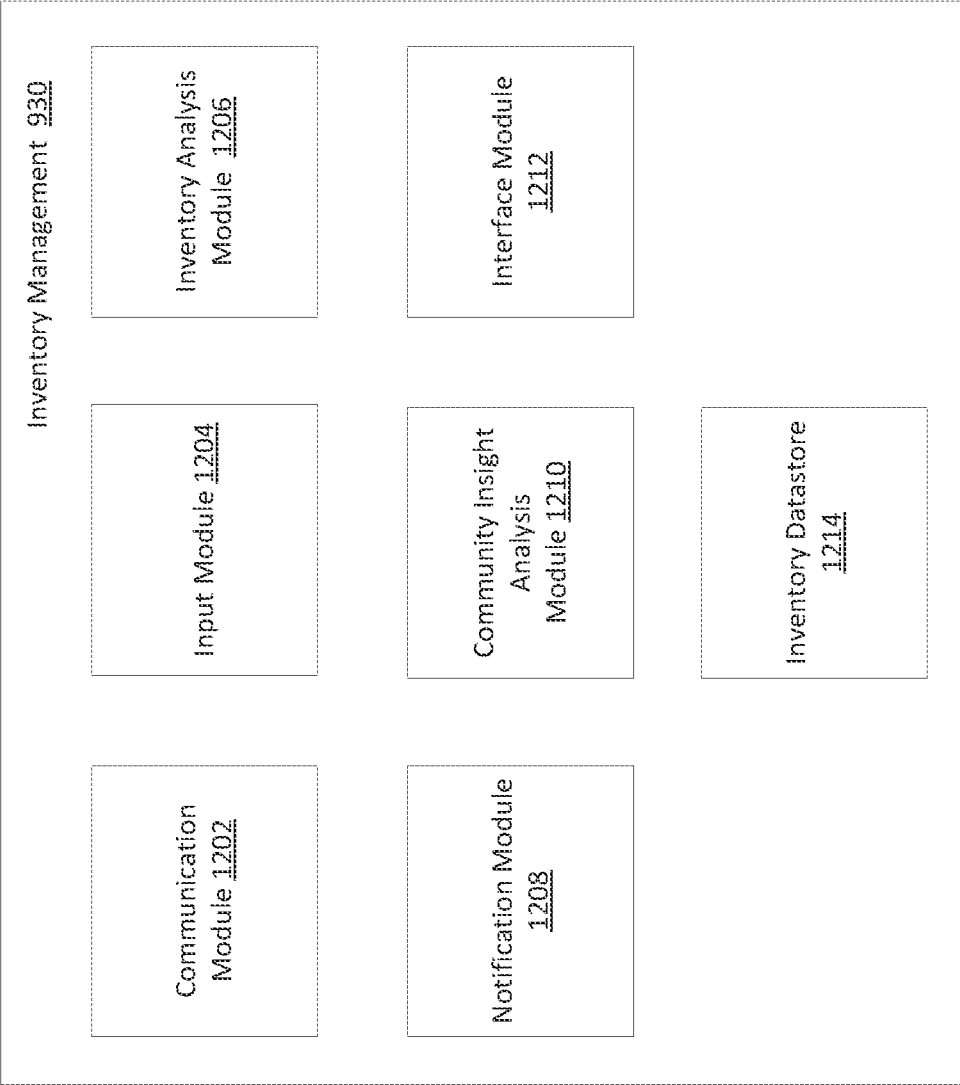 Inventory Management 930
Communication
Module 1202
Input Module 1204
Inventory Analysis
Module 1206
Notification Module
1208
Community Insight
Analysis
Module 1210
Interface Module
1212
Inventory Datastore
1214